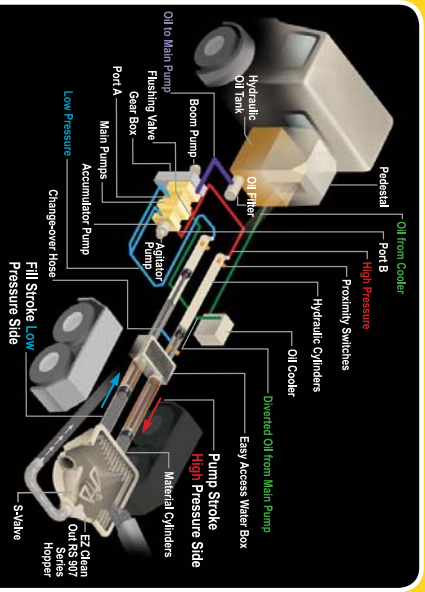 Pedestal
Oil from Cooler
Port B
High Pressure
Proximity Switches
Hydraulic Cylinders
Oil Cooler
Diverted Oil from Main Pump
Easy Access Water Box
Pump Stroke
High Pressure Side
Material Cylinders
Hydraulic
Oil Tank
Oil Filter
Oil to Main Pump
Boom Pump
Flushing Valve
Gear Box
Port A
Main Pumps
Low Pressure
Accumulator Pump
Agitator
Pump
Change-over Hose
Fill Stroke Low
Pressure Side
EZ Clean
Out RS 907
Series
Hopper
S-Valve